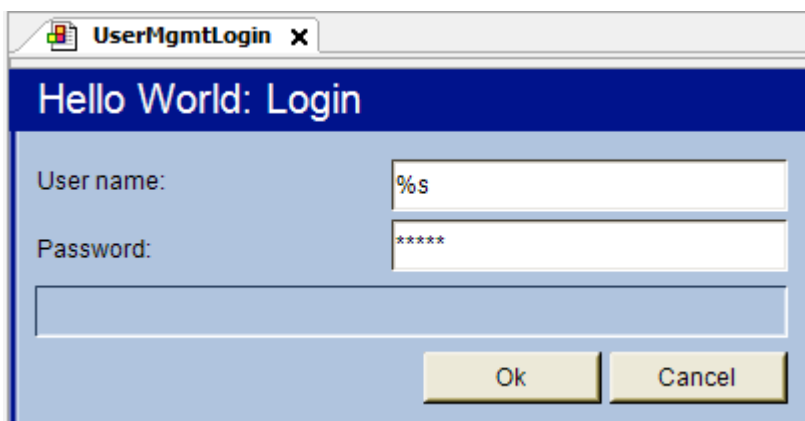 UserMgmtLogin x
Hello World: Login
User name: %s
Password: *****
Ok Cancel